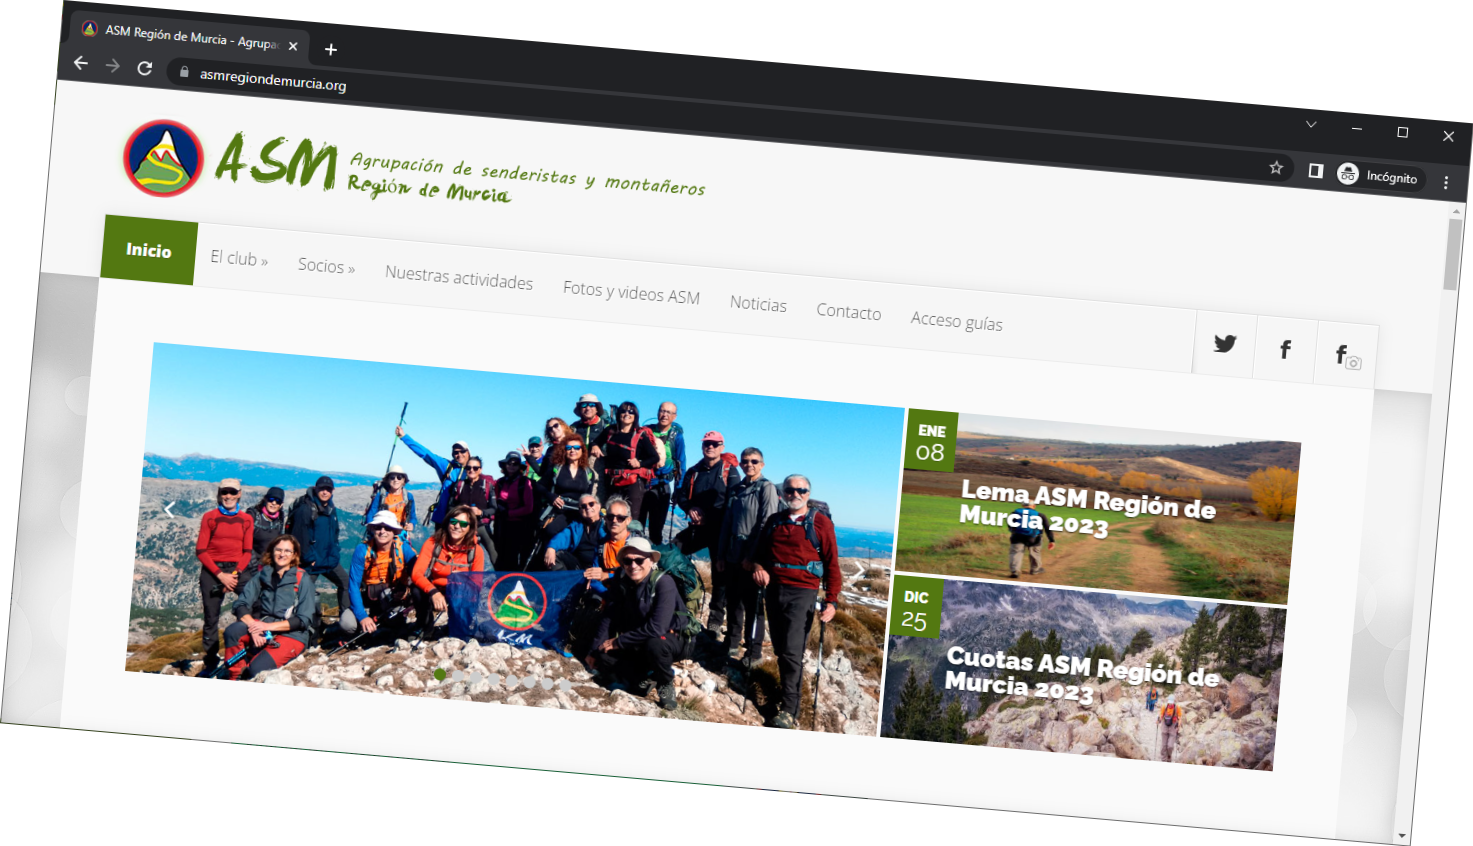 ASM Región de Murcia - Agrupa
asmregiondemurcia.org
Incógnito
ASM Agrupación de senderistas y montañeros
Región de Murcia
Inicio El club » Socios » Nuestras actividades Fotos y videos ASM Noticias Contacto Acceso guías
ENE
08
Lema ASM Región de
Murcia 2023
DIC
25
Cuotas ASM Región de
Murcia 2023
ASM